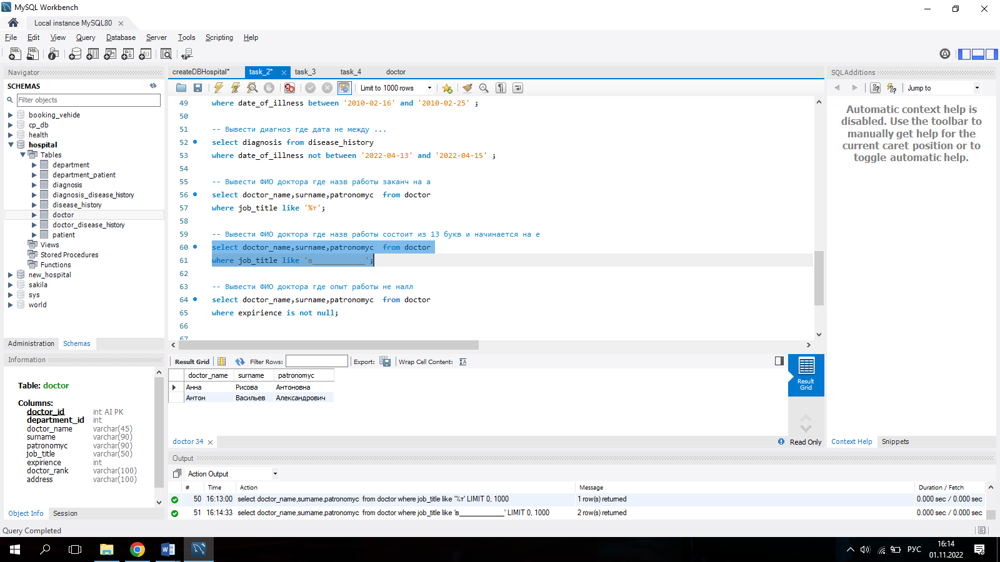 MySQL Workbench
Local instance MySQL80
File Edit View Query Database Server Tools Scripting Help
Navigator
SCHEMAS
Filter objects
booking_vehide
cp_db
health
hospital
Tables
department
department_patient
diagnosis
diagnosis_disease_history
disease_history
doctor
doctor_disease_history
patient
Views
Stored Procedures
Functions
new_hospital
sakila
sys
world
Administration Schemas
Information
Table: doctor
Columns:
doctor_id int AI PK
department_id int
doctor_name varchar(45)
surname varchar(90)
patronomyc varchar(90)
job_title varchar(50)
expirience int
doctor_rank varchar(100)
address varchar(100)
Object Info Session
Query Completed
createDBHospital* task_2* task_3 task_4 doctor
Limit to 1000 rows
49 where date_of_illness between '2010-02-16' and '2010-02-25' ;
50
51 -- Вывести диагноз где дата не между ...
52 select diagnosis from disease_history
53 where date_of_illness not between '2022-04-13' and '2022-04-15' ;
54
55 -- Вывести ФИО доктора где назв работы заканч на а
56 select doctor_name,surname,patronomyc  from doctor
57 where job_title like '%т';
58
59 -- Вывести ФИО доктора где назв работы состоит из 13 букв и начинается на е
60 select doctor_name,surname,patronomyc  from doctor
61 where job_title like 'в____________';
62
63 -- Вывести ФИО доктора где опыт работы не налл
64 select doctor_name,surname,patronomyc  from doctor
65 where expirience is not null;
66
67
Result Grid Filter Rows: Export: Wrap Cell Content:
doctor_name surname patronomyc
Анна Рисова Антоновна
Антон Васильев Александрович
Result Grid
doctor 34
Read Only
Output
Action Output
# Time Action Message Duration / Fetch
50 16:13:00 select doctor_name,surname,patronomyc  from doctor where job_title like '%т' LIMIT 0, 1000 1 row(s) returned 0.000 sec / 0.000 sec
51 16:14:33 select doctor_name,surname,patronomyc  from doctor where job_title like 'в____________' LIMIT 0, 1000 2 row(s) returned 0.000 sec / 0.000 sec
SQLAdditions
Jump to
Automatic context help is
disabled. Use the toolbar to
manually get help for the
current caret position or to
toggle automatic help.
Context Help Snippets
РУС
16:14
01.11.2022